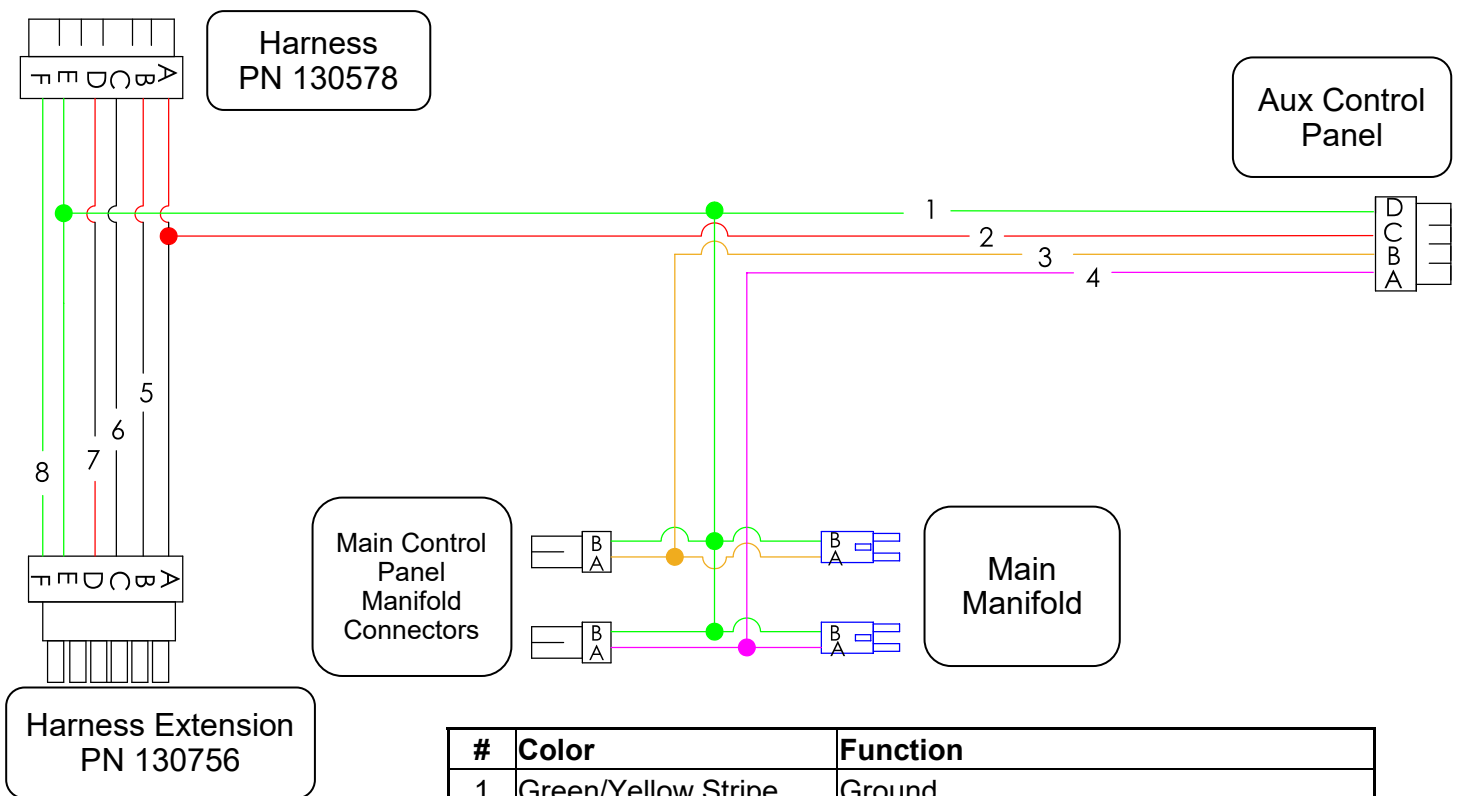 Harness
PN 130578
F E D C B A
Aux Control
Panel
D
C
B
A
1
2
3
4
5
6
7
8
F E D C B A
Harness Extension
PN 130756
Main Control
Panel
Manifold
Connectors
B
A
B
A
B
A
B
A
Main
Manifold
# Color Function
1 Green/Yellow Stripe Ground